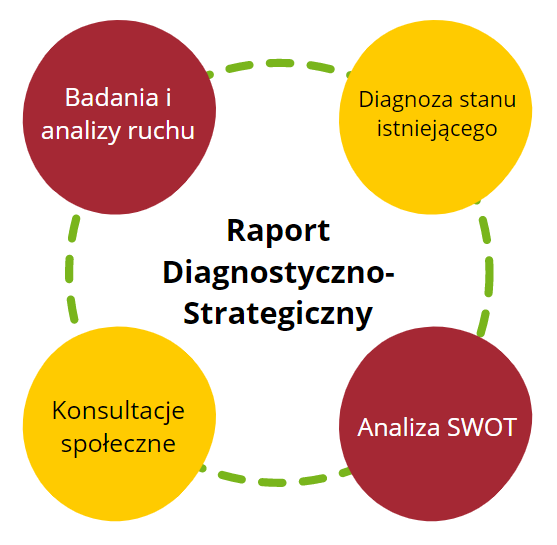 Badania i
analizy ruchu
Diagnoza stanu
istniejącego
Raport
Diagnostyczno-
Strategiczny
Konsultacje
społeczne
Analiza SWOT